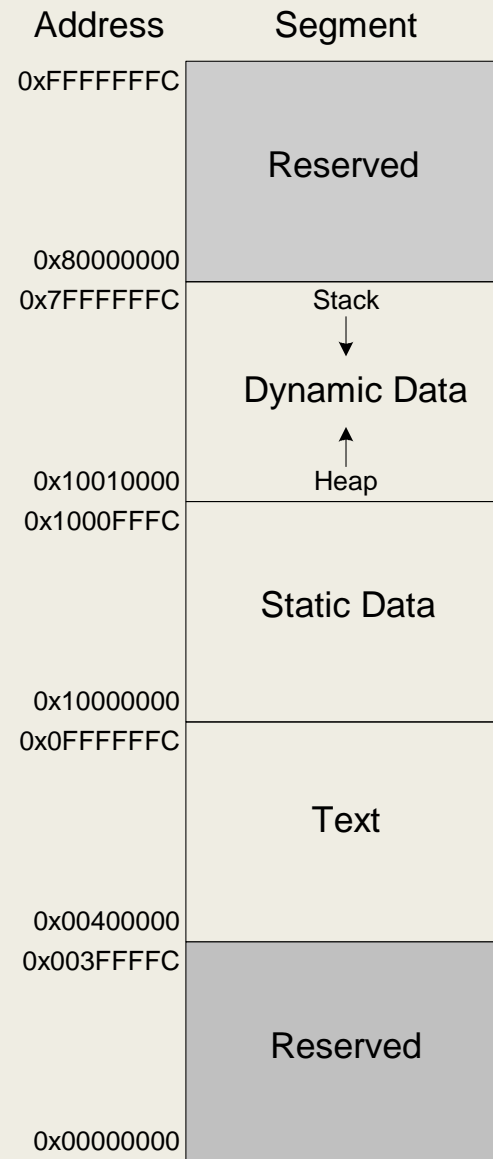 Address Segment
0xFFFFFFFC
Reserved
0x80000000
0x7FFFFFFC Stack
Dynamic Data
0x10010000 Heap
0x1000FFFC
Static Data
0x10000000
0x0FFFFFFC
Text
0x00400000
0x003FFFFC
Reserved
0x00000000